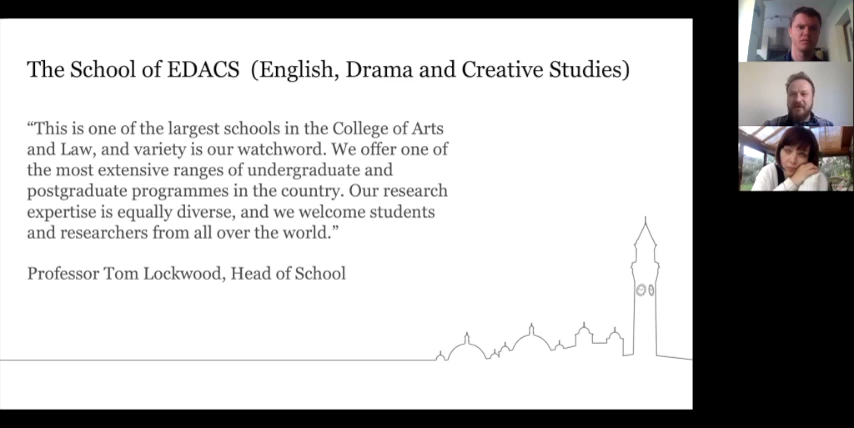 The School of EDACS (English, Drama and Creative Studies)
“This is one of the largest schools in the College of Arts
and Law, and variety is our watchword. We offer one of
the most extensive ranges of undergraduate and
postgraduate programmes in the country. Our research
expertise is equally diverse, and we welcome students
and researchers from all over the world.”
Professor Tom Lockwood, Head of School